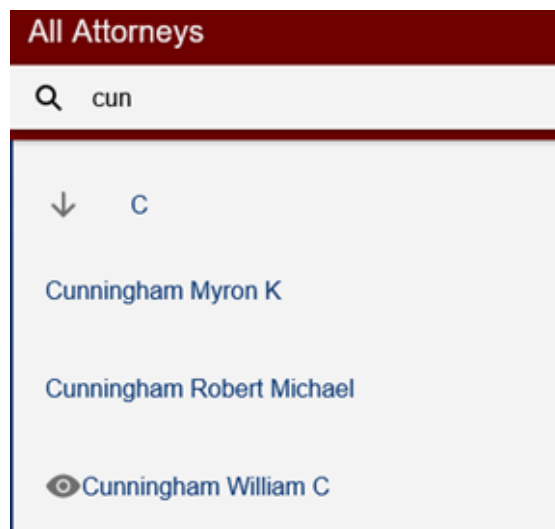 All Attorneys
cun
C
Cunningham Myron K
Cunningham Robert Michael
Cunningham William C